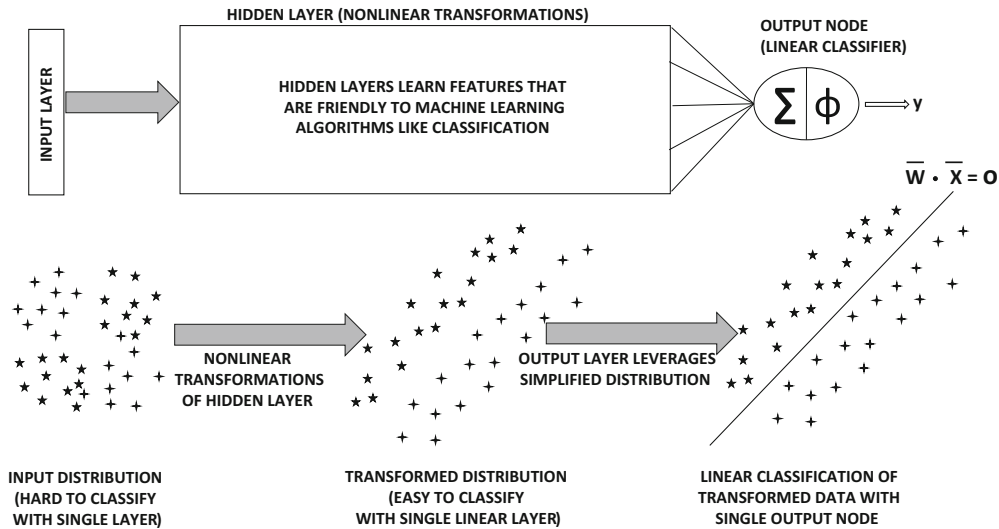 HIDDEN LAYER (NONLINEAR TRANSFORMATIONS)
OUTPUT NODE
(LINEAR CLASSIFIER)
INPUT LAYER
HIDDEN LAYERS LEARN FEATURES THAT
ARE FRIENDLY TO MACHINE LEARNING
ALGORITHMS LIKE CLASSIFICATION
∑ ϕ
y
W̅ · X̅ = 0
NONLINEAR
TRANSFORMATIONS
OF HIDDEN LAYER
OUTPUT LAYER LEVERAGES
SIMPLIFIED DISTRIBUTION
INPUT DISTRIBUTION
(HARD TO CLASSIFY
WITH SINGLE LAYER)
TRANSFORMED DISTRIBUTION
(EASY TO CLASSIFY
WITH SINGLE LINEAR LAYER)
LINEAR CLASSIFICATION OF
TRANSFORMED DATA WITH
SINGLE OUTPUT NODE